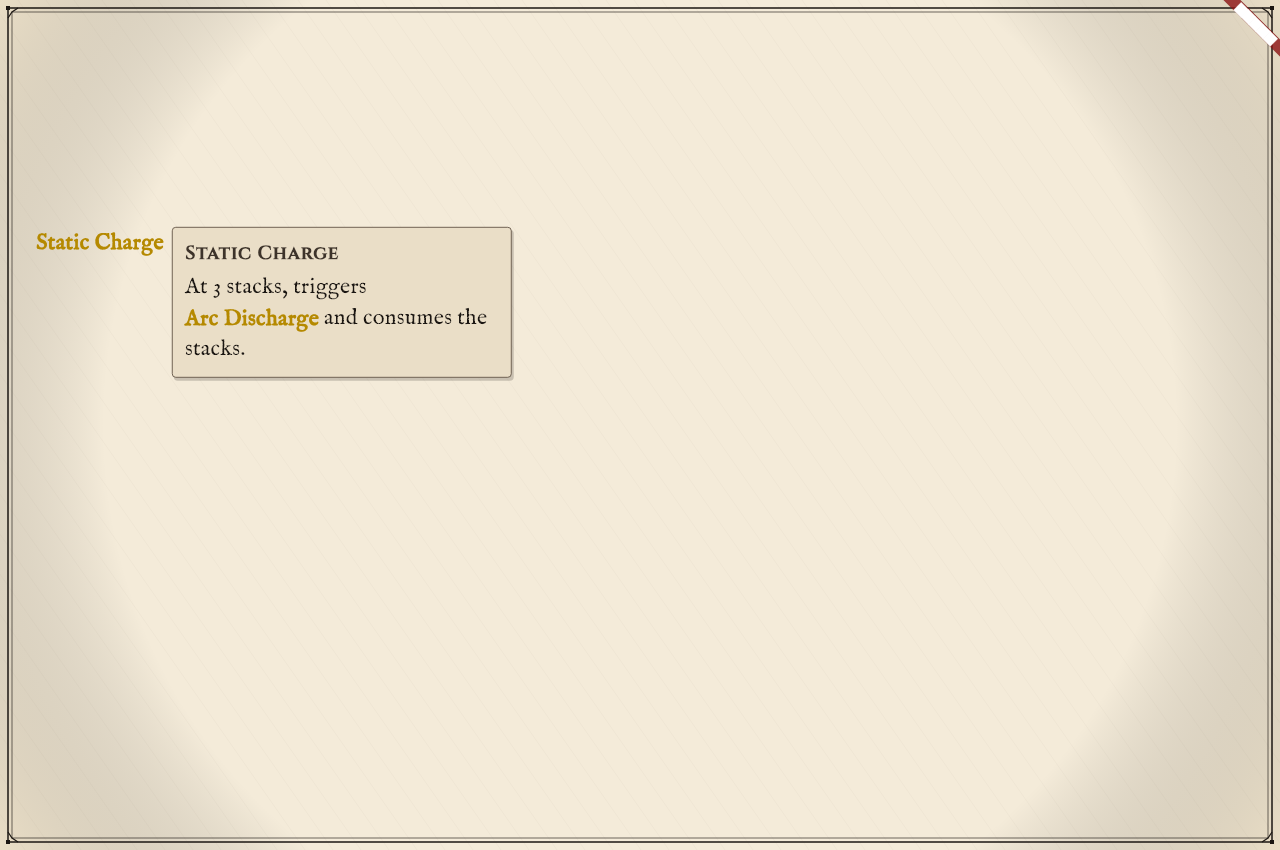 Static Charge
Static Charge
At 3 stacks, triggers
Arc Discharge and consumes the
stacks.